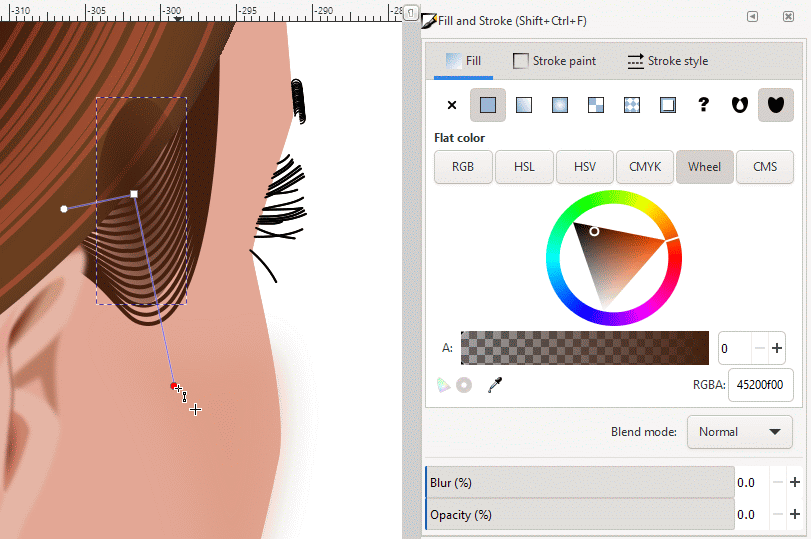 -310 -305 -300 -295 -290 -28
Fill and Stroke (Shift+Ctrl+F)
Fill Stroke paint Stroke style
?
Flat color
RGB HSL HSV CMYK Wheel CMS
A: 0
RGBA: 45200f00
Blend mode: Normal
Blur (%) 0.0
Opacity (%) 0.0